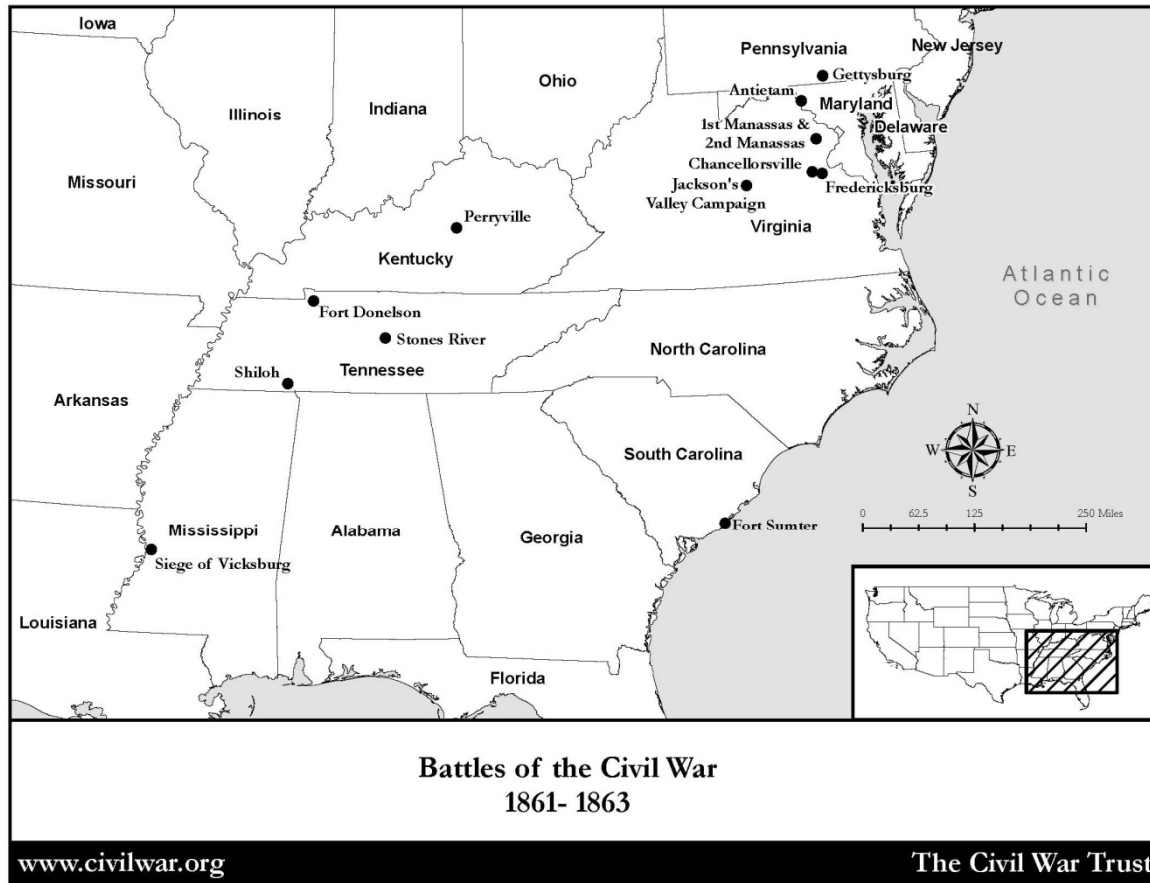 Iowa
Pennsylvania
New Jersey
Ohio
Gettysburg
Illinois
Indiana
Antietam
Maryland
1st Manassas &
2nd Manassas
Delaware
Missouri
Chancellorsville
Fredericksburg
Jackson's
Valley Campaign
Virginia
Perryville
Kentucky
Atlantic
Ocean
Fort Donelson
Stones River
North Carolina
Shiloh
Tennessee
Arkansas
N
W
E
S
South Carolina
0 62.5 125 250 Miles
Mississippi
Alabama
Georgia
Fort Sumter
Siege of Vicksburg
Louisiana
Florida
Battles of the Civil War
1861- 1863
www.civilwar.org
The Civil War Trust